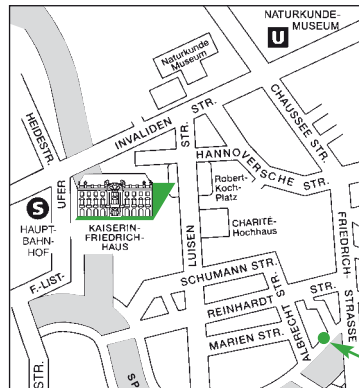 NATURKUNDE-
MUSEUM
U
Naturkunde
Museum
INVALIDEN STR.
CHAUSSEE STR.
HEIDESTR.
HANNOVERSCHE STR.
Robert-
Koch-
Platz
UFER
S
HAUPT-
BAHN-
HOF
KAISERIN-
FRIEDRICH-
HAUS
LUISEN STR.
CHARITÉ-
Hochhaus
FRIEDRICH-STRASSE
F.-LIST-
SCHUMANN STR.
REINHARDT STR.
MARIEN STR.
ALBRECHT STR.
STR.
SP